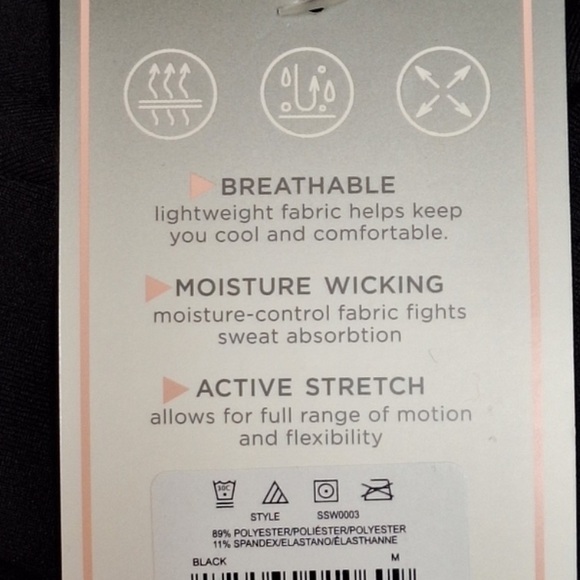 BREATHABLE
lightweight fabric helps keep
you cool and comfortable.
MOISTURE WICKING
moisture-control fabric fights
sweat absorbtion
ACTIVE STRETCH
allows for full range of motion
and flexibility
30C
STYLE SSW0003
89% POLYESTER/POLIÉSTER/POLYESTER
11% SPANDEX/ELASTANO/ÉLASTHANNE
BLACK M